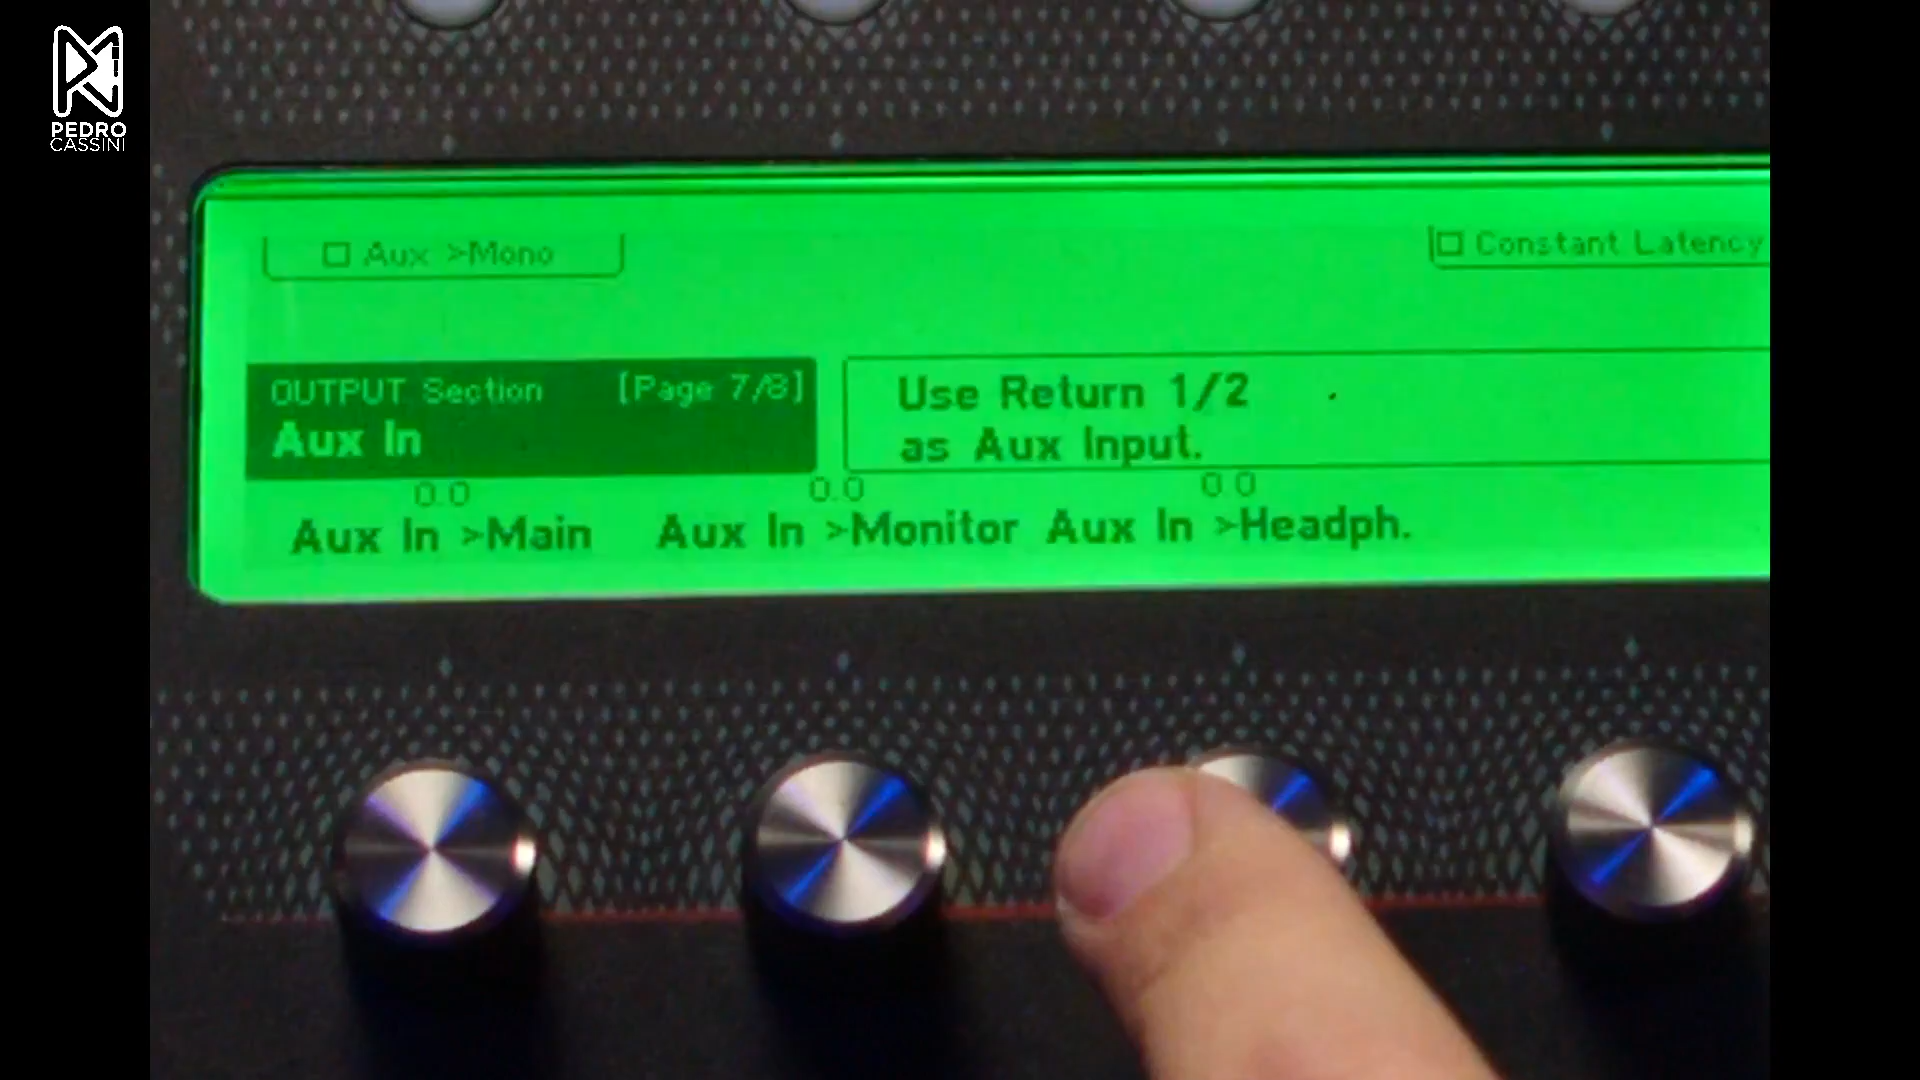 PEDRO
CASSINI
Aux >Mono
Constant Latency
OUTPUT Section [Page 7/8]
Aux In
Use Return 1/2
as Aux Input.
0.0 0.0 0.0
Aux In >Main Aux In >Monitor Aux In >Headph.